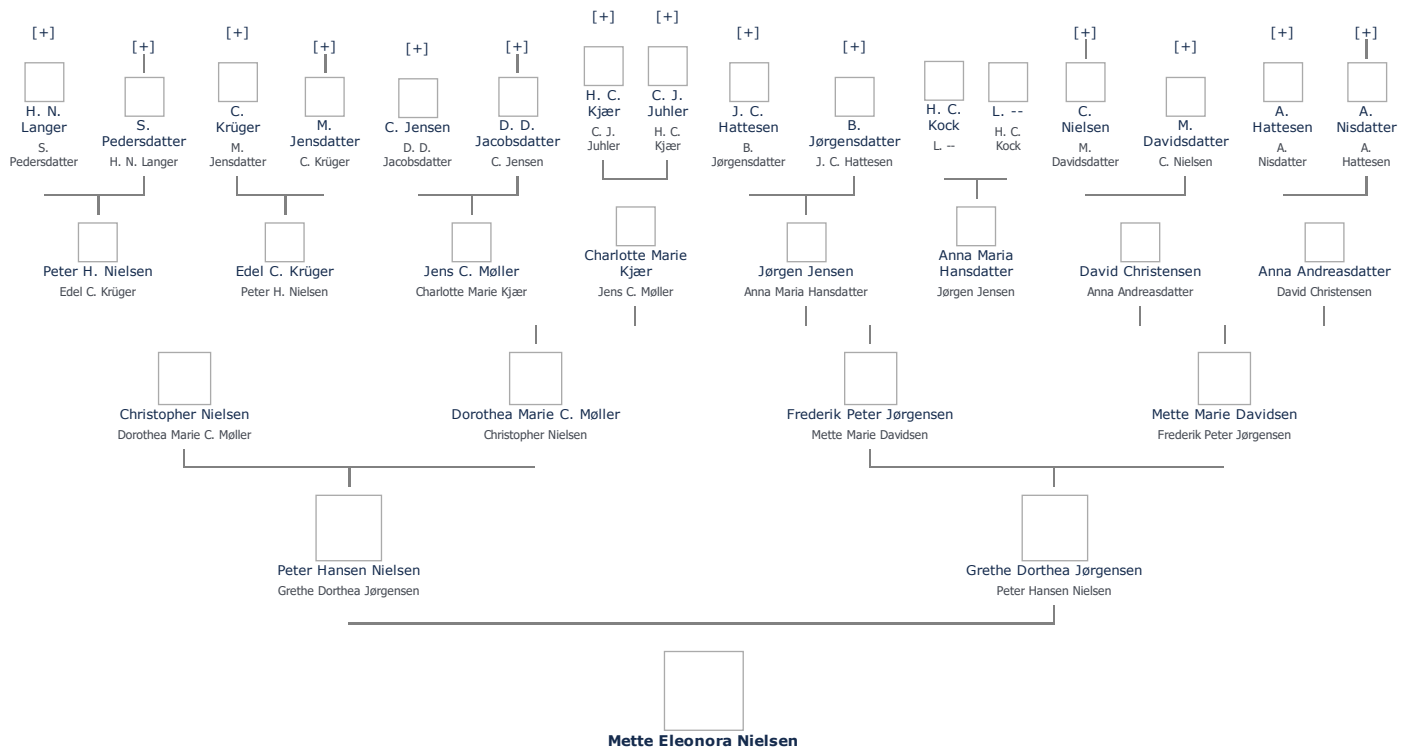 [+] [+] [+] [+] [+] [+] [+] [+] [+] [+] [+] [+] [+] [+]
H. N.
Langer
S.
Pedersdatter
S.
Pedersdatter
H. N. Langer
C.
Krüger
M.
Jensdatter
M.
Jensdatter
C. Krüger
C. Jensen
D. D.
Jacobsdatter
D. D.
Jacobsdatter
C. Jensen
H. C.
Kjær
C. J.
Juhler
C. J.
Juhler
H. C.
Kjær
J. C.
Hattesen
B.
Jørgensdatter
B.
Jørgensdatter
J. C. Hattesen
H. C.
Kock
L. --
L. --
H. C.
Kock
C.
Nielsen
M.
Davidsdatter
M.
Davidsdatter
C. Nielsen
A.
Hattesen
A.
Nisdatter
A.
Nisdatter
A.
Hattesen
Peter H. Nielsen
Edel C. Krüger
Edel C. Krüger
Peter H. Nielsen
Jens C. Møller
Charlotte Marie Kjær
Charlotte Marie
Kjær
Jens C. Møller
Jørgen Jensen
Anna Maria Hansdatter
Anna Maria
Hansdatter
Jørgen Jensen
David Christensen
Anna Andreasdatter
Anna Andreasdatter
David Christensen
Christopher Nielsen
Dorothea Marie C. Møller
Dorothea Marie C. Møller
Christopher Nielsen
Frederik Peter Jørgensen
Mette Marie Davidsen
Mette Marie Davidsen
Frederik Peter Jørgensen
Peter Hansen Nielsen
Grethe Dorthea Jørgensen
Grethe Dorthea Jørgensen
Peter Hansen Nielsen
Mette Eleonora Nielsen